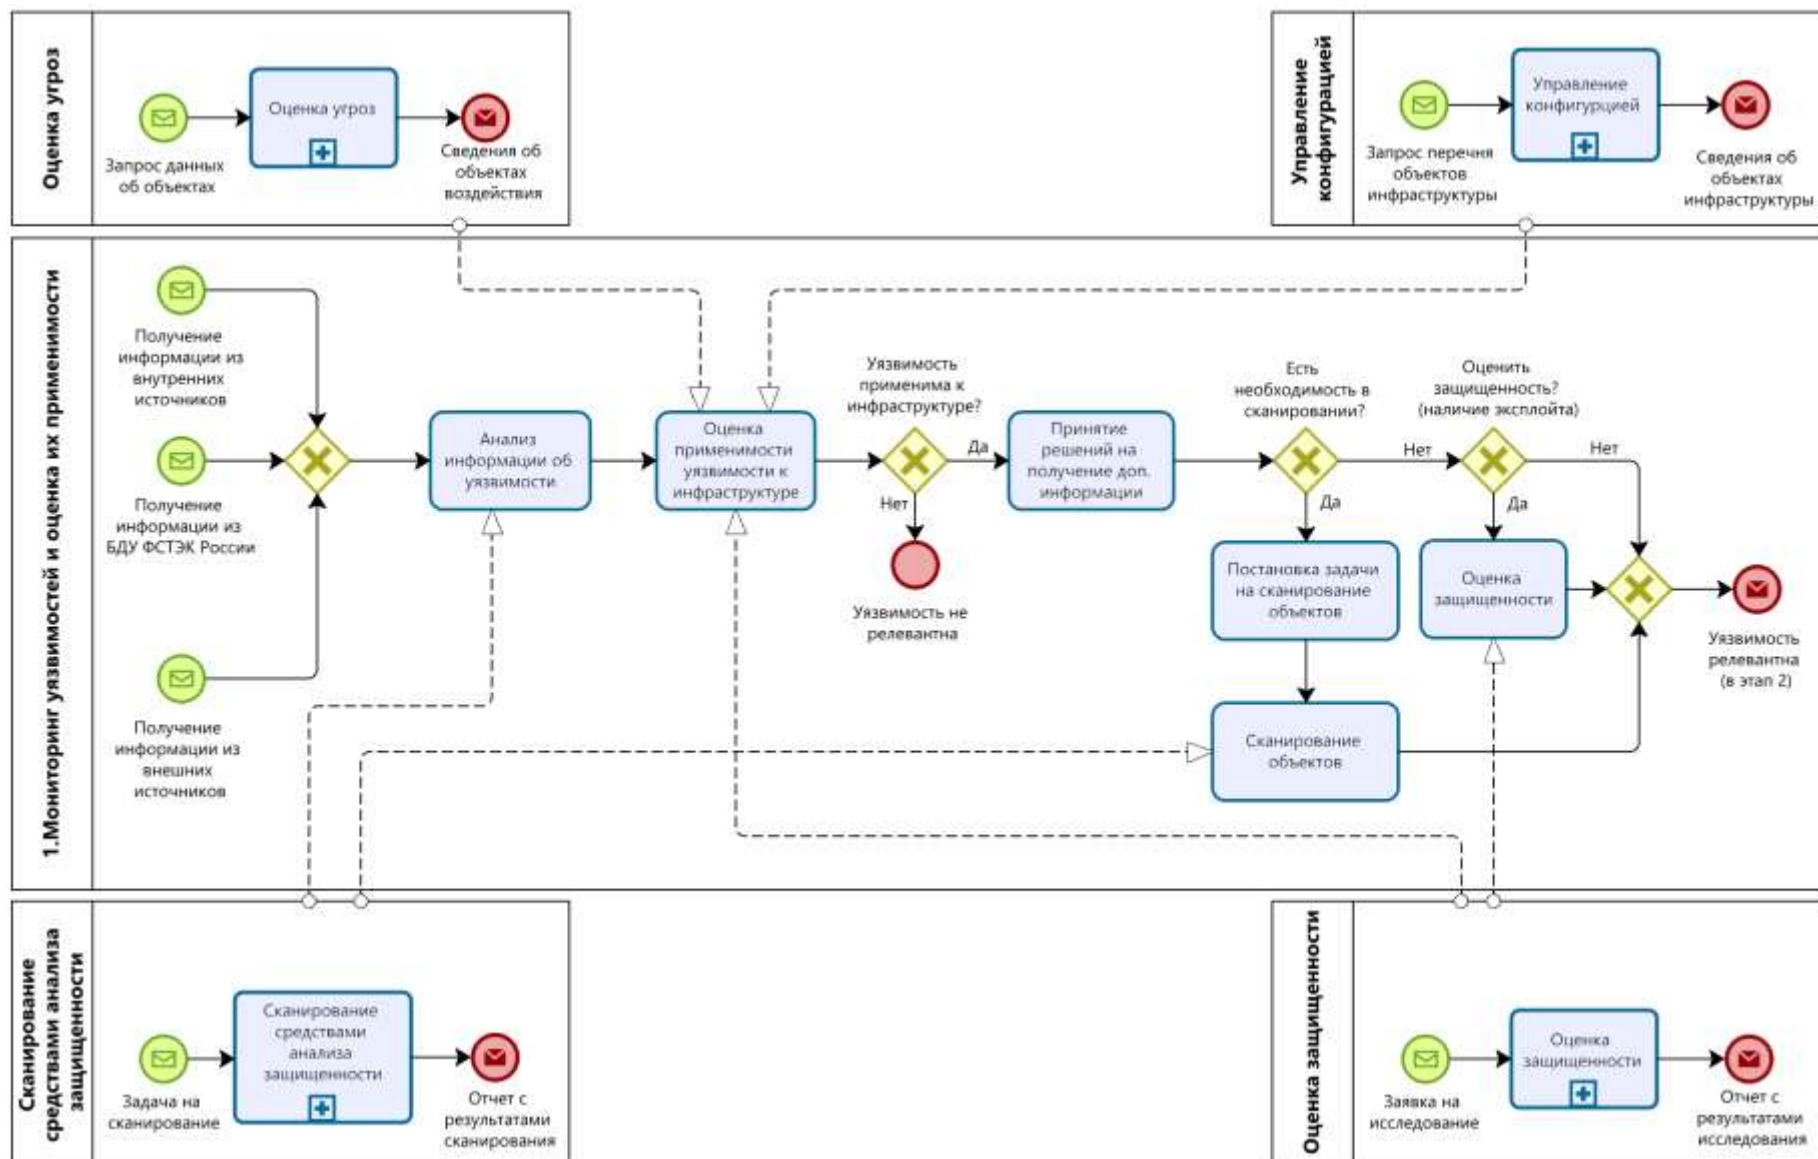 Оценка угроз
Оценка угроз
Запрос данных
об объектах
Сведения об
объектах
воздействия
Управление
конфигурацией
Управление
конфигурцией
Запрос перечня
объектов
инфраструктуры
Сведения об
объектах
инфраструктуры
1.Мониторинг уязвимостей и оценка их применимости
Получение
информации из
внутренних
источников
Получение
информации из
БДУ ФСТЭК России
Получение
информации из
внешних
источников
Анализ
информации об
уязвимости
Оценка
применимости
уязвимости к
инфраструктуре
Уязвимость
применима к
инфраструктуре?
Да
Нет
Уязвимость не
релевантна
Принятие
решений на
получение доп.
информации
Есть
необходимость в
сканировании?
Нет
Да
Постановка задачи
на сканирование
объектов
Сканирование
объектов
Оценить
защищенность?
(наличие эксплойта)
Нет
Да
Оценка
защищенности
Уязвимость
релевантна
(в этап 2)
Сканирование
средствами анализа
защищенности
Сканирование
средствами
анализа
защищенности
Задача на
сканирование
Отчет с
результатами
сканирования
Оценка защищенности
Оценка
защищенности
Заявка на
исследование
Отчет с
результатами
исследования